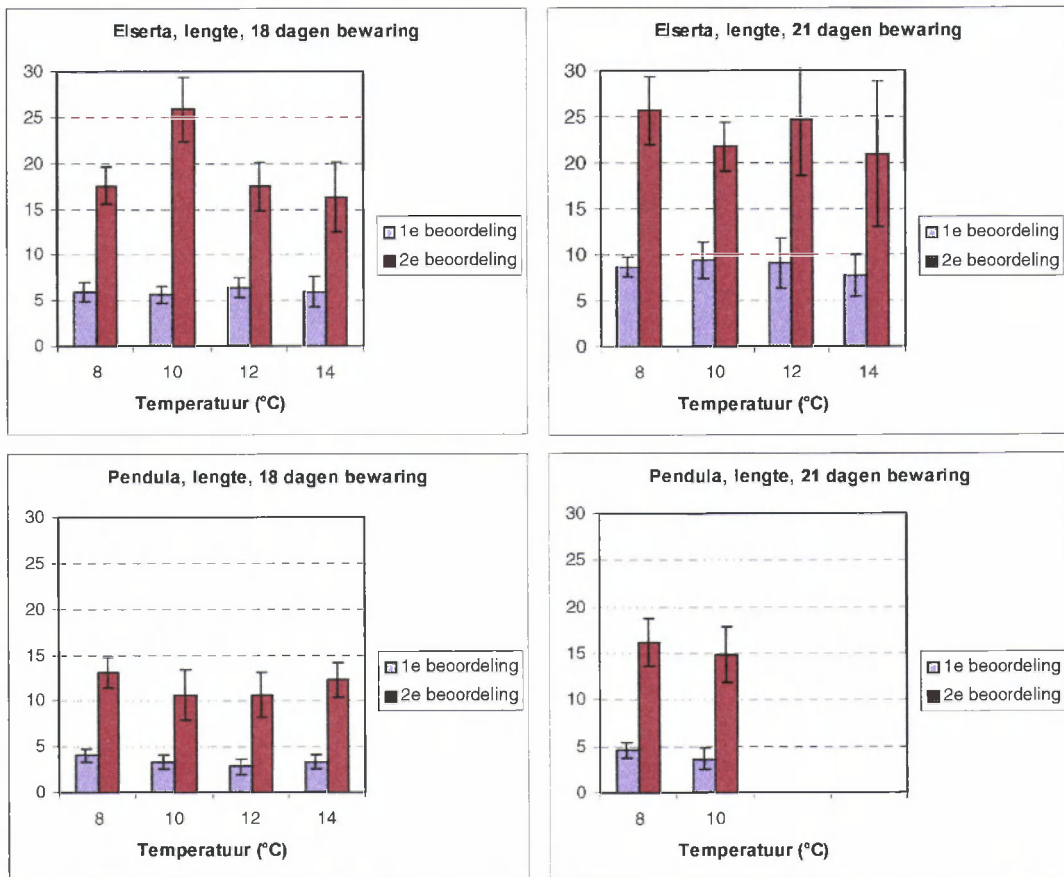 Elserta, lengte, 18 dagen bewaring
30
25
20
15
10
5
0
8 10 12 14
Temperatuur (°C)
1e beoordeling
2e beoordeling
Elserta, lengte, 21 dagen bewaring
30
25
20
15
10
5
0
8 10 12 14
Temperatuur (°C)
1e beoordeling
2e beoordeling
Pendula, lengte, 18 dagen bewaring
30
25
20
15
10
5
0
8 10 12 14
Temperatuur (°C)
1e beoordeling
2e beoordeling
Pendula, lengte, 21 dagen bewaring
30
25
20
15
10
5
0
8 10
Temperatuur (°C)
1e beoordeling
2e beoordeling